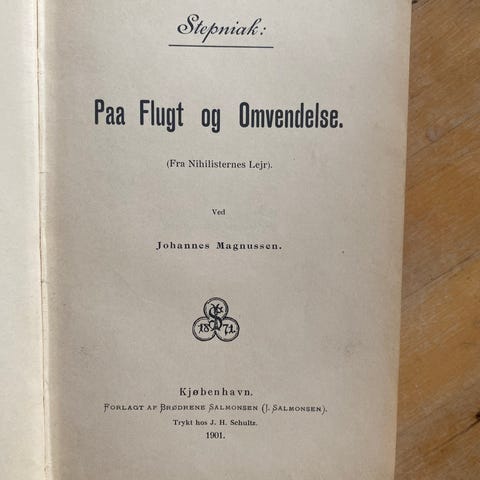 Stepniak:
Paa Flugt og Omvendelse.
(Fra Nihilisternes Lejr).
Ved
Johannes Magnussen.
S
18 71.
Kjøbenhavn.
Forlagt af Brødrene Salmonsen (J. Salmonsen).
Trykt hos J. H. Schultz.
1901.